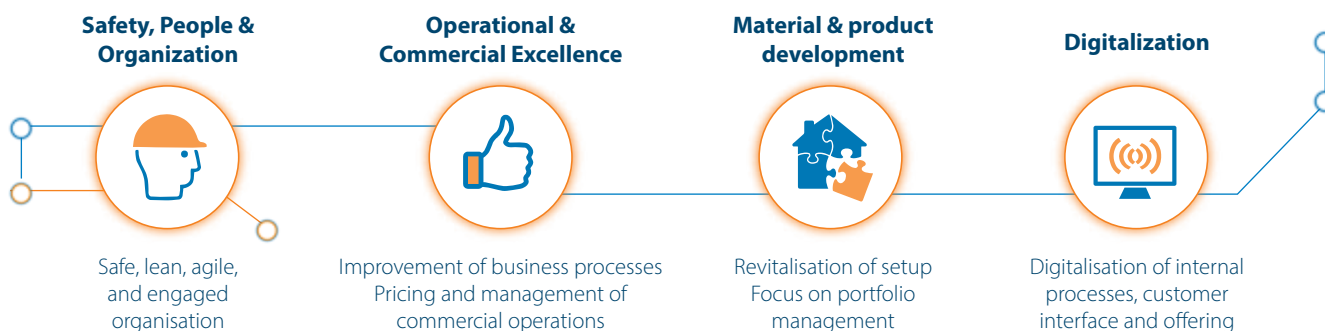 Safety, People &
Organization
Safe, lean, agile,
and engaged
organisation
Operational &
Commercial Excellence
Improvement of business processes
Pricing and management of
commercial operations
Material & product
development
Revitalisation of setup
Focus on portfolio
management
Digitalization
Digitalisation of internal
processes, customer
interface and offering